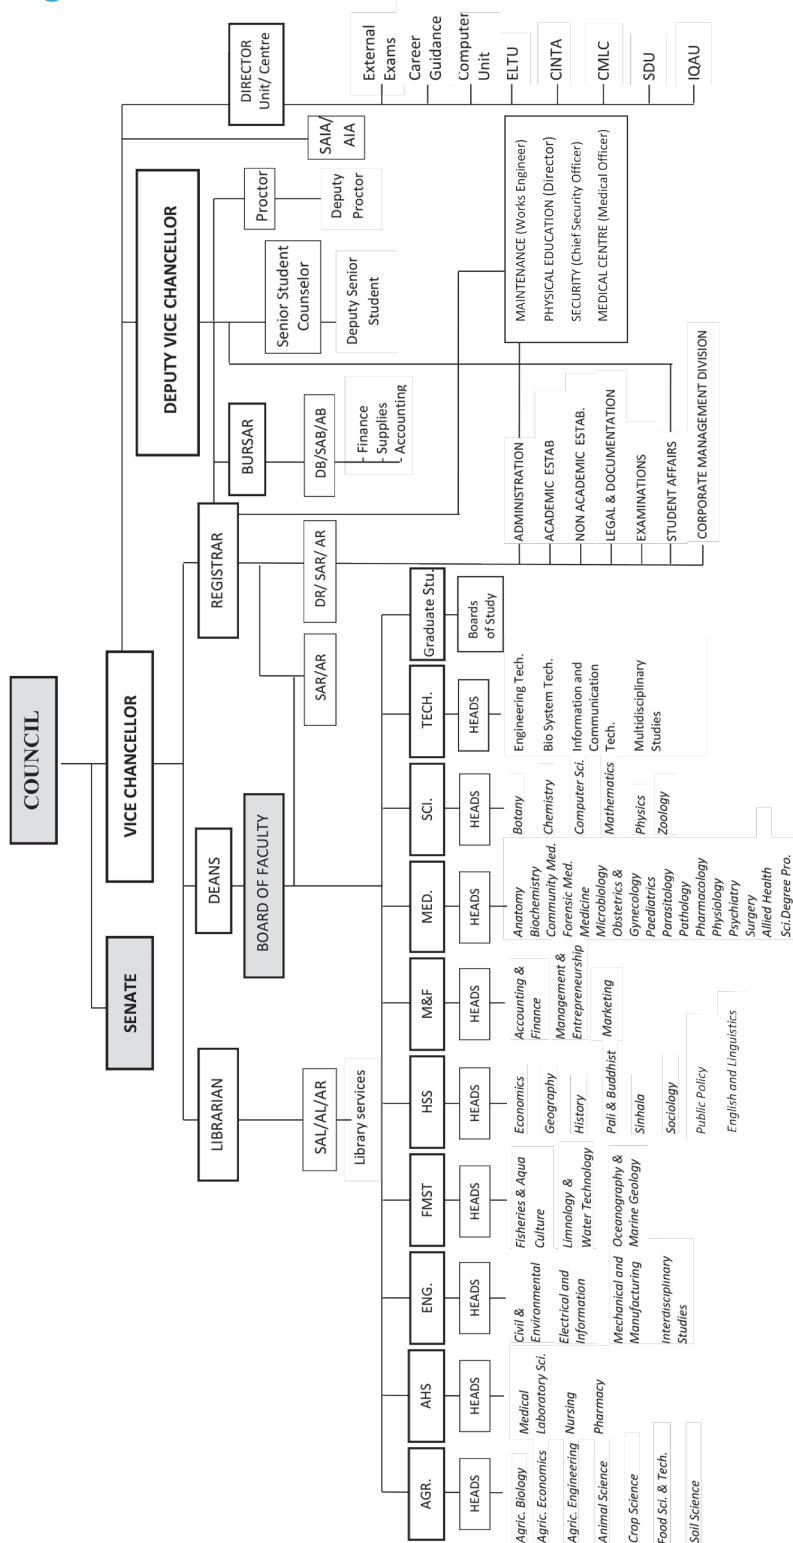 COUNCIL
SENATE
VICE CHANCELLOR
DEPUTY VICE CHANCELLOR
DIRECTOR
Unit/ Centre
SAIA/
AIA
External
Exams
Career
Guidance
Computer
Unit
ELTU
CINTA
CMLC
SDU
IQAU
Proctor
Deputy
Proctor
Senior Student
Counselor
Deputy Senior
Student
LIBRARIAN
SAL/AL/AR
Library services
DEANS
BOARD OF FACULTY
REGISTRAR
SAR/AR
DR/ SAR/ AR
BURSAR
DB/SAB/AB
- Finance
- Supplies
- Accounting
MAINTENANCE (Works Engineer)
PHYSICAL EDUCATION (Director)
SECURITY (Chief Security Officer)
MEDICAL CENTRE (Medical Officer)
ADMINISTRATION
ACADEMIC ESTAB
NON ACADEMIC ESTAB.
LEGAL & DOCUMENTATION
EXAMINATIONS
STUDENT AFFAIRS
CORPORATE MANAGEMENT DIVISION
AGR.
HEADS
Agric. Biology
Agric. Economics
Agric. Engineering
Animal Science
Crop Science
Food Sci. & Tech.
Soil Science
AHS
HEADS
Medical
Laboratory Sci.
Nursing
Pharmacy
ENG.
HEADS
Civil &
Environmental
Electrical and
Information
Mechanical and
Manufacturing
Interdisciplinary
Studies
FMST
HEADS
Fisheries & Aqua
Culture
Limnology &
Water Technology
Oceanography &
Marine Geology
HSS
HEADS
Economics
Geography
History
Pali & Buddhist
Sinhala
Sociology
Public Policy
English and Linguistics
M&F
HEADS
Accounting &
Finance
Management &
Entrepreneurship
Marketing
MED.
HEADS
Anatomy
Biochemistry
Community Med.
Forensic Med.
Medicine
Microbiology
Obstetrics &
Gynecology
Paediatrics
Parasitology
Pathology
Pharmacology
Physiology
Psychiatry
Surgery
Allied Health
Sci.Degree Pro.
SCI.
HEADS
Botany
Chemistry
Computer Sci.
Mathematics
Physics
Zoology
TECH.
HEADS
Engineering Tech.
Bio System Tech.
Information and
Communication
Tech.
Multidisciplinary
Studies
Graduate Stu.
Boards
of Study